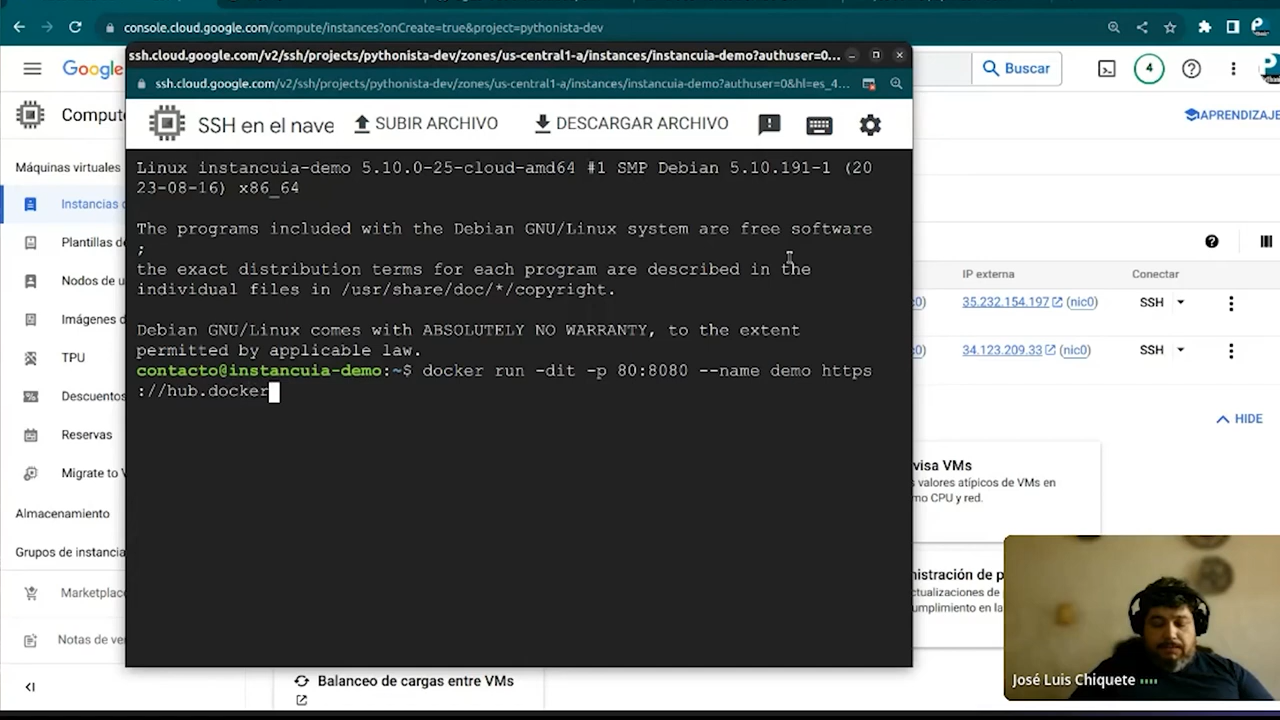 console.cloud.google.com/compute/instances?onCreate=true&project=pythonista-dev
ssh.cloud.google.com/v2/ssh/projects/pythonista-dev/zones/us-central1-a/instances/instancuia-demo?authuser=0...
Google
Buscar
4
ssh.cloud.google.com/v2/ssh/projects/pythonista-dev/zones/us-central1-a/instances/instancuia-demo?authuser=0&hl=es_4...
Comput
SSH en el nave
SUBIR ARCHIVO
DESCARGAR ARCHIVO
APRENDIZAJE
Máquinas virtuales
Instancias d
Plantillas de
Nodos de u
Imágenes d
TPU
Descuentos
Reservas
Migrate to V
Almacenamiento
Grupos de instancia
Marketplace
Notas de ver
Linux instancuia-demo 5.10.0-25-cloud-amd64 #1 SMP Debian 5.10.191-1 (20
23-08-16) x86_64
The programs included with the Debian GNU/Linux system are free software
;
the exact distribution terms for each program are described in the
individual files in /usr/share/doc/*/copyright.
Debian GNU/Linux comes with ABSOLUTELY NO WARRANTY, to the extent
permitted by applicable law.
contacto@instancuia-demo:~$ docker run -dit -p 80:8080 --name demo https
://hub.docker
IP externa
Conectar
35.232.154.197 (nic0)
SSH
34.123.209.33 (nic0)
SSH
HIDE
visa VMs
valores atípicos de VMs en
mo CPU y red.
nistración de p
ctualizaciones de
umplimiento en la
Balanceo de cargas entre VMs
José Luis Chiquete